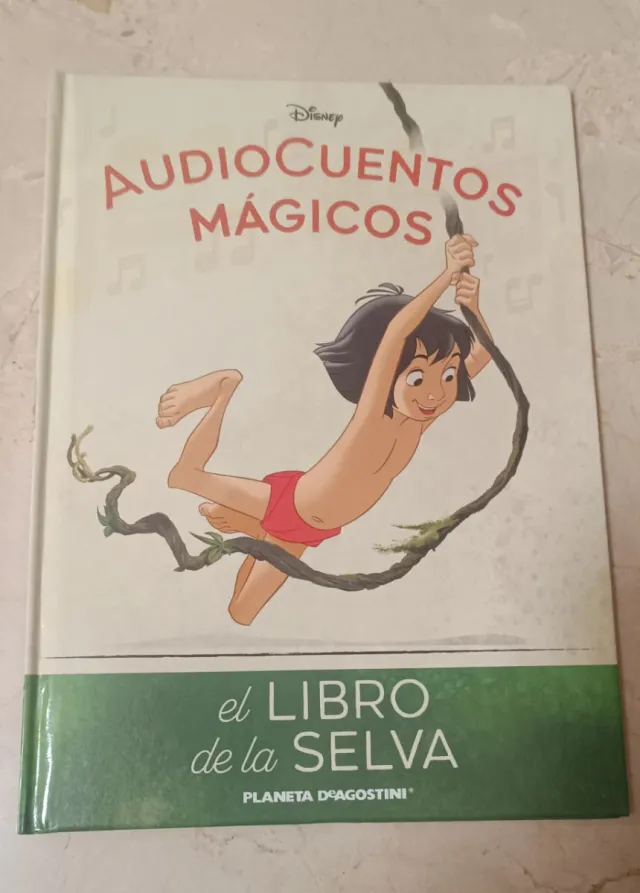 Disney
AUDIOCUENTOS
MÁGICOS
el LIBRO
de la SELVA
PLANETA DeAGOSTINI®